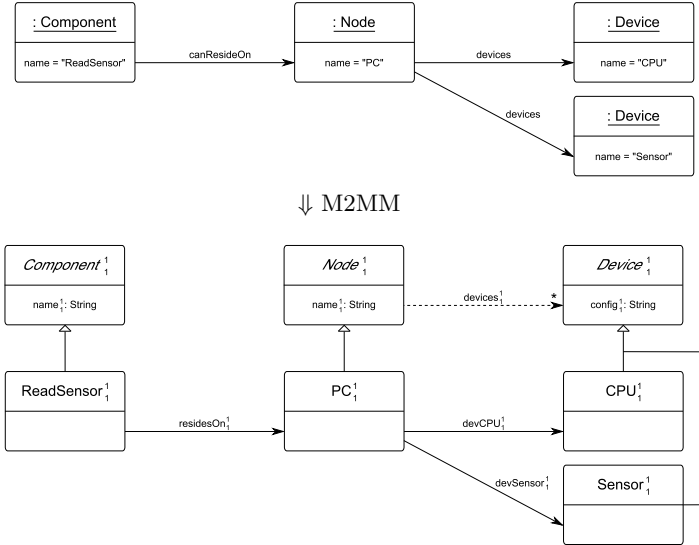 : Component
name = "ReadSensor"
canResideOn
: Node
name = "PC"
devices
: Device
name = "CPU"
devices
: Device
name = "Sensor"
⇓ M2MM
Component 1 1
name 1 1 : String
Node 1 1
name 1 1 : String
devices 1 1
*
Device 1 1
config 1 1 : String
ReadSensor 1 1
residesOn 1 1
PC 1 1
devCPU 1 1
CPU 1 1
devSensor 1 1
Sensor 1 1